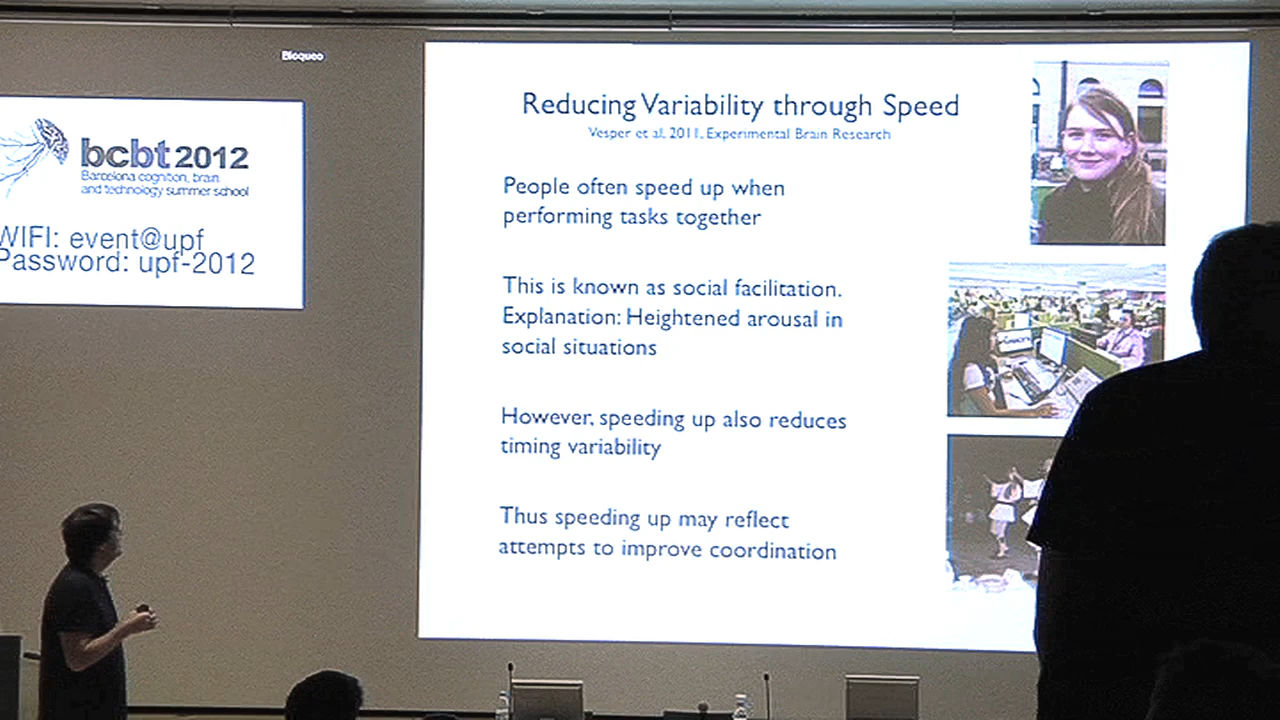 Bloqueo
bcbt 2012
Barcelona cognition, brain
and technology summer school
WIFI: event@upf
Password: upf-2012
Reducing Variability through Speed
Vesper et al. 2011. Experimental Brain Research
People often speed up when
performing tasks together
This is known as social facilitation.
Explanation: Heightened arousal in
social situations
However, speeding up also reduces
timing variability
Thus speeding up may reflect
attempts to improve coordination